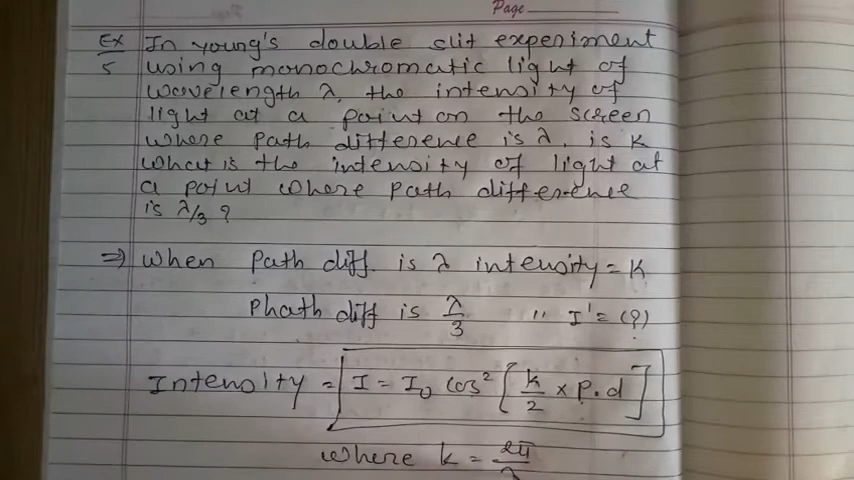 Page
Ex In young's double slit experiment
5 using monochromatic light of
wavelength λ, the intensity of
light at a point on the screen
where path difference is λ, is K
what is the intensity of light at
a point where path difference
is λ/3 ?
⇒ when path diff. is λ intensity = K
Phath diff is λ/3 " I' = (?)
Intensity = I = I₀ cos² [k/2 × p.d]
where k = 2π/λ